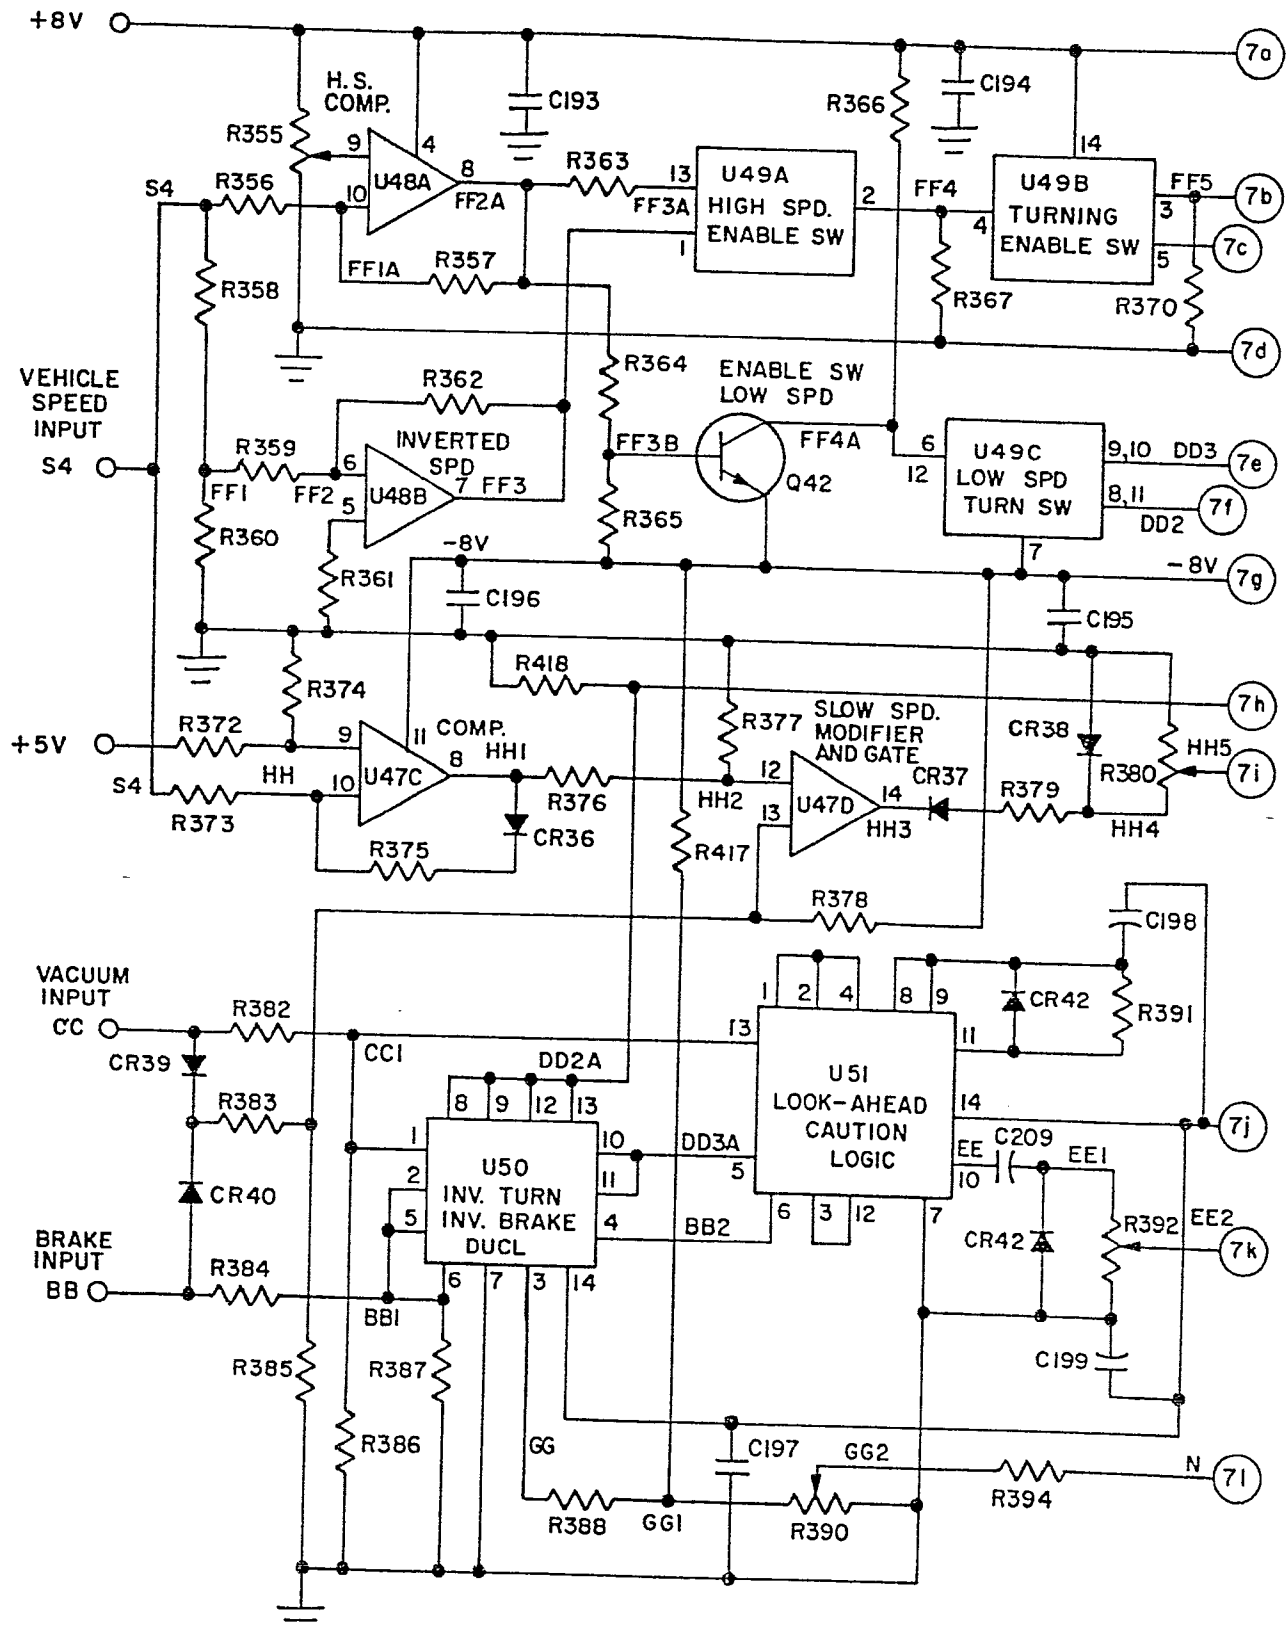 +8V
7a
H.S.
COMP.
C193
R366
C194
R355
9
4
14
U48A
8
R363
13
U49A
U49B
S4
R356
10
FF2A
FF3A
HIGH SPD.
2
FF4
TURNING
FF5
7b
ENABLE SW
1
4
ENABLE SW
3
5
7c
FF1A
R357
R358
R367
R370
7d
VEHICLE
SPEED
INPUT
S4
R362
R364
ENABLE SW
LOW SPD
R359
INVERTED
SPD
FF3B
FF4A
6
12
U49C
LOW SPD
TURN SW
9,10
DD3
7e
FF1
FF2
6
U48B
7
FF3
Q42
8,11
DD2
7f
5
R360
R365
7
R361
-8V
-8V
7g
C196
C195
R418
7h
R374
R377
SLOW SPD.
MODIFIER
AND GATE
CR38
HH5
7i
R372
+5V
9
11
COMP.
8
HH1
12
CR37
R380
HH
U47C
R376
HH2
U47D
14
R379
S4
10
13
HH3
HH4
R373
CR36
R417
R375
R378
C198
VACUUM
INPUT
CC
R382
1
2
4
8
9
CR42
R391
13
11
CC1
CR39
DD2A
U51
LOOK-AHEAD
CAUTION
LOGIC
R383
8
9
12
13
14
7j
1
10
DD3A
EE
C209
EE1
2
U50
INV. TURN
INV. BRAKE
DUCL
11
5
10
CR40
5
4
BB2
6
3
12
7
CR42
R392
EE2
7k
BRAKE
INPUT
BB
R384
6
7
3
14
BB1
R385
R387
C199
R386
GG
C197
GG2
N
7l
R388
GG1
R390
R394